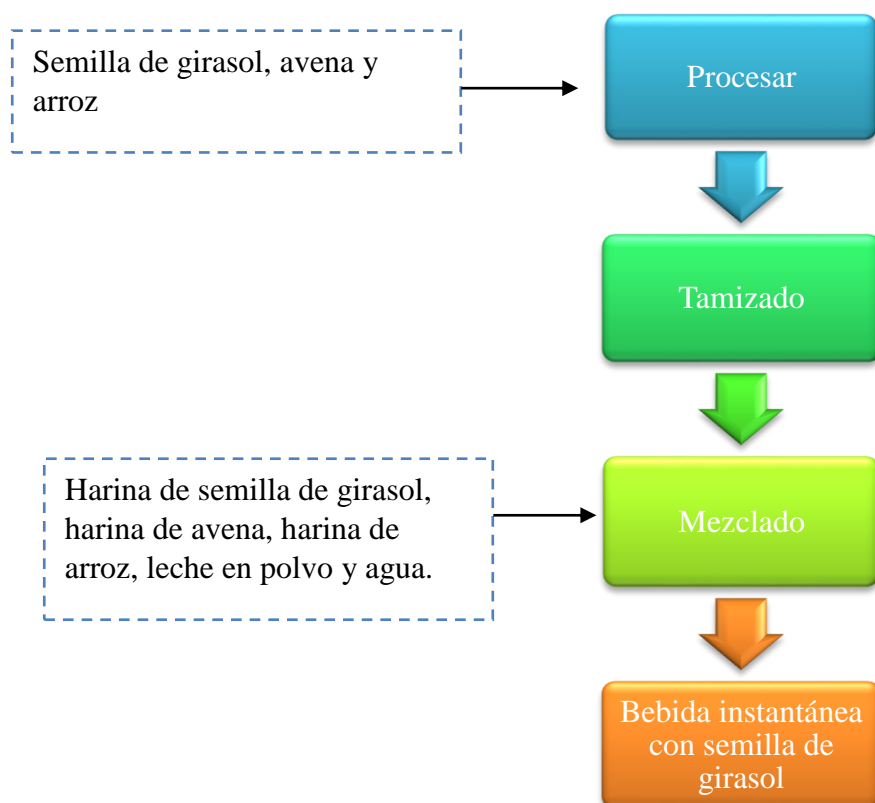 Semilla de girasol, avena y
arroz
Procesar
Tamizado
Harina de semilla de girasol,
harina de avena, harina de
arroz, leche en polvo y agua.
Mezclado
Bebida instantánea
con semilla de
girasol